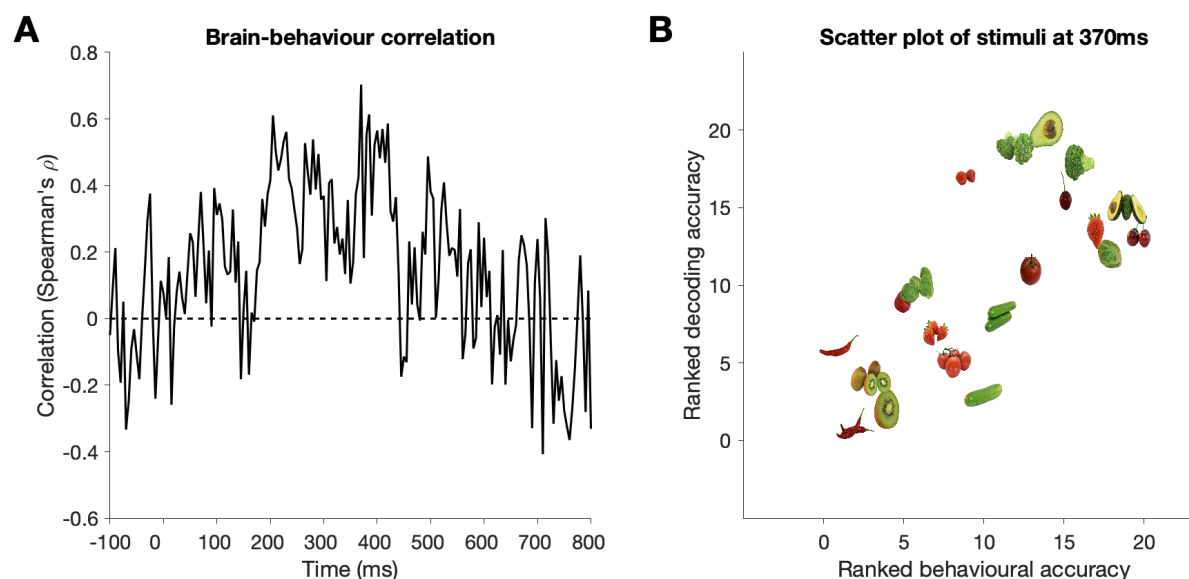 A
Brain-behaviour correlation
Correlation (Spearman's ρ)
0.8
0.6
0.4
0.2
0
-0.2
-0.4
-0.6
-100 0 100 200 300 400 500 600 700 800
Time (ms)
B
Scatter plot of stimuli at 370ms
Ranked decoding accuracy
20
15
10
5
0
0 5 10 15 20
Ranked behavioural accuracy